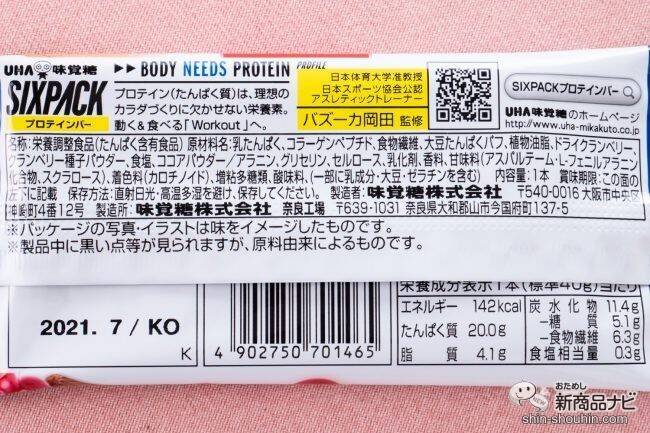 UHA 味覚糖
SIXPACK
プロテインバー
▶▶ BODY NEEDS PROTEIN
プロテイン(たんぱく質)は、理想の
カラダづくりに欠かせない栄養素。
動く&食べる「Workout」へ。
PROFILE
日本体育大学准教授
日本スポーツ協会公認
アスレティックトレーナー
バズーカ岡田 監修
SIXPACKプロテインバー
UHA味覚糖のホームページ
http://www.uha-mikakuto.co.jp
名称:栄養調整食品(たんぱく含有食品) 原材料名:乳たんぱく、コラーゲンペプチド、食物繊維、大豆たんぱくパフ、植物油脂、ドライクランベリー、
クランベリー種子パウダー、食塩、ココアパウダー/アラニン、グリセリン、セルロース、乳化剤、香料、甘味料(アスパルテーム・L-フェニルアラニン
化合物、スクラロース)、着色料(カロチノイド)、増粘多糖類、酸味料、(一部に乳成分・大豆・ゼラチンを含む) 内容量:1本 賞味期限:この面の
左下に記載 保存方法:直射日光・高温多湿を避け、保存してください。 製造者:味覚糖株式会社 〒540-0016 大阪市中央区
神崎町4番12号 製造所:味覚糖株式会社 奈良工場 〒639-1031 奈良県大和郡山市今国府町137-5
※パッケージの写真・イラストは味をイメージしたものです。
※製品中に黒い点等が見られますが、原料由来によるものです。
2021. 7 / KO
K
4 902750 701465
栄養成分表示1本(標準40g)当たり
エネルギー 142kcal
たんぱく質 20.0g
脂質 4.1g
炭水化物 11.4g
-糖質 5.1g
-食物繊維 6.3g
食塩相当量 0.3g
NEW
おためし
新商品ナビ
shin-shouhin.com